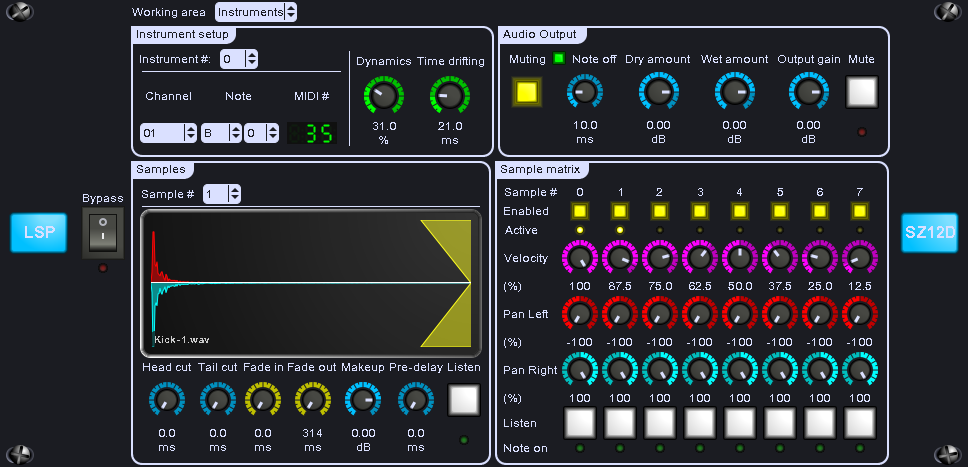 Working area Instruments
Instrument setup
Instrument #: 0
Channel Note MIDI #
01 B 0 35
Dynamics Time drifting
31.0 21.0
% ms
Audio Output
Muting Note off Dry amount Wet amount Output gain Mute
10.0 0.00 0.00 0.00
ms dB dB dB
Bypass
LSP
Samples
Sample # 1
Kick-1.wav
Head cut Tail cut Fade in Fade out Makeup Pre-delay Listen
0.0 0.0 0.0 314 0.00 0.0
ms ms ms ms dB ms
Sample matrix
Sample # 0 1 2 3 4 5 6 7
Enabled
Active
Velocity
(%) 100 87.5 75.0 62.5 50.0 37.5 25.0 12.5
Pan Left
(%) -100 -100 -100 -100 -100 -100 -100 -100
Pan Right
(%) 100 100 100 100 100 100 100 100
Listen
Note on
SZ12D